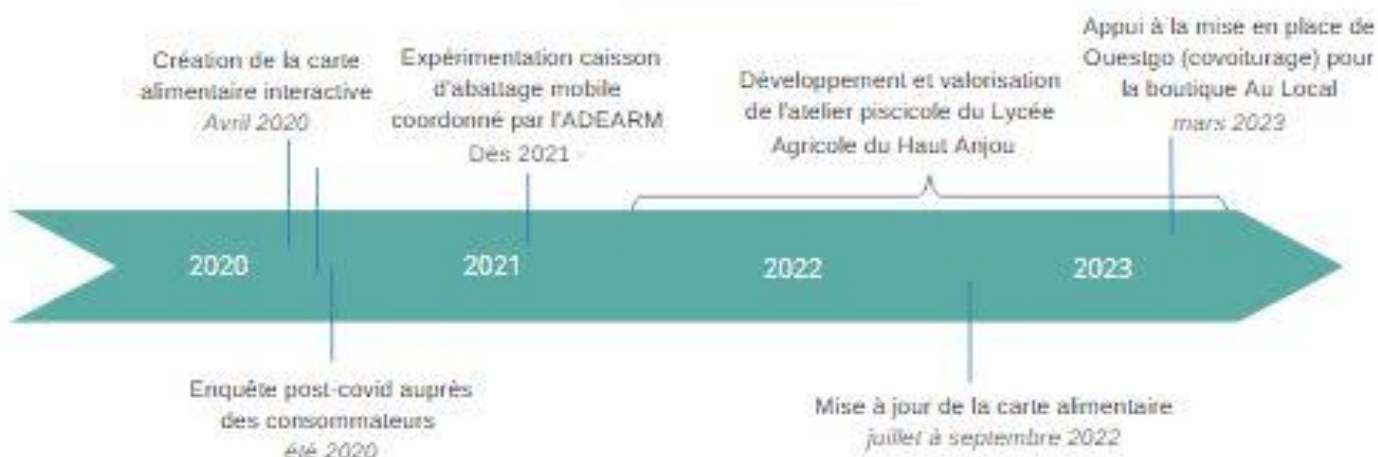 Création de la carte
alimentaire interactive
Avril 2020
Expérimentation caisson
d'abattage mobile
coordonné par l'ADEARM
Dès 2021 -
Développement et valorisation
de l'atelier piscicole du Lycée
Agricole du Haut Anjou
Appui à la mise en place de
Ouestgo (covoiturage) pour
la boutique Au Local
mars 2023
2020
2021
2022
2023
Enquête post-covid auprès
des consommateurs
été 2020
Mise à jour de la carte alimentaire
juillet à septembre 2022